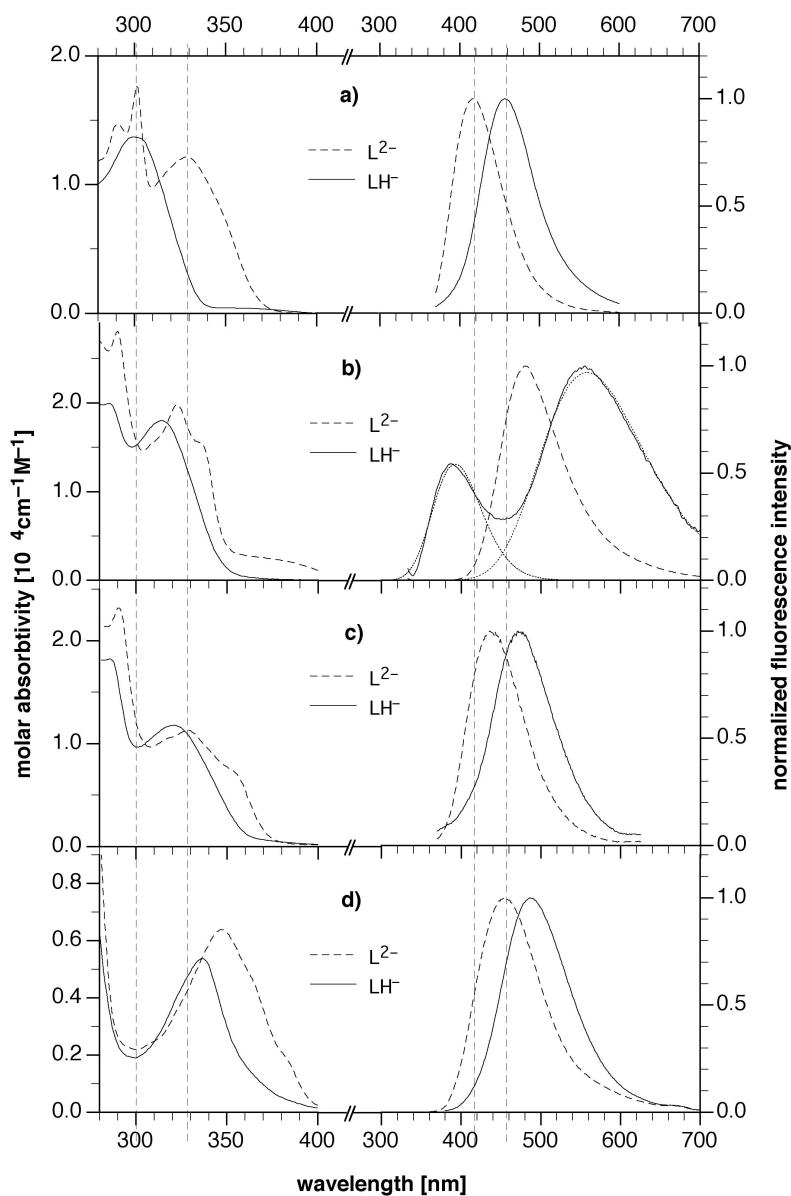 300 350 400 300 400 500 600 700
2.0
a)
1.0
L2–
1.0
LH–
0.5
0.0 0.0
b)
1.0
2.0
L2–
LH–
0.5
1.0
0.0 0.0
c)
1.0
2.0
L2–
LH–
0.5
1.0
0.0 0.0
0.8
d)
1.0
0.6
L2–
LH–
0.4
0.5
0.2
0.0 0.0
300 350 400 300 400 500 600 700
wavelength [nm]
molar absorbtivity [10 4cm–1M–1]
normalized fluorescence intensity